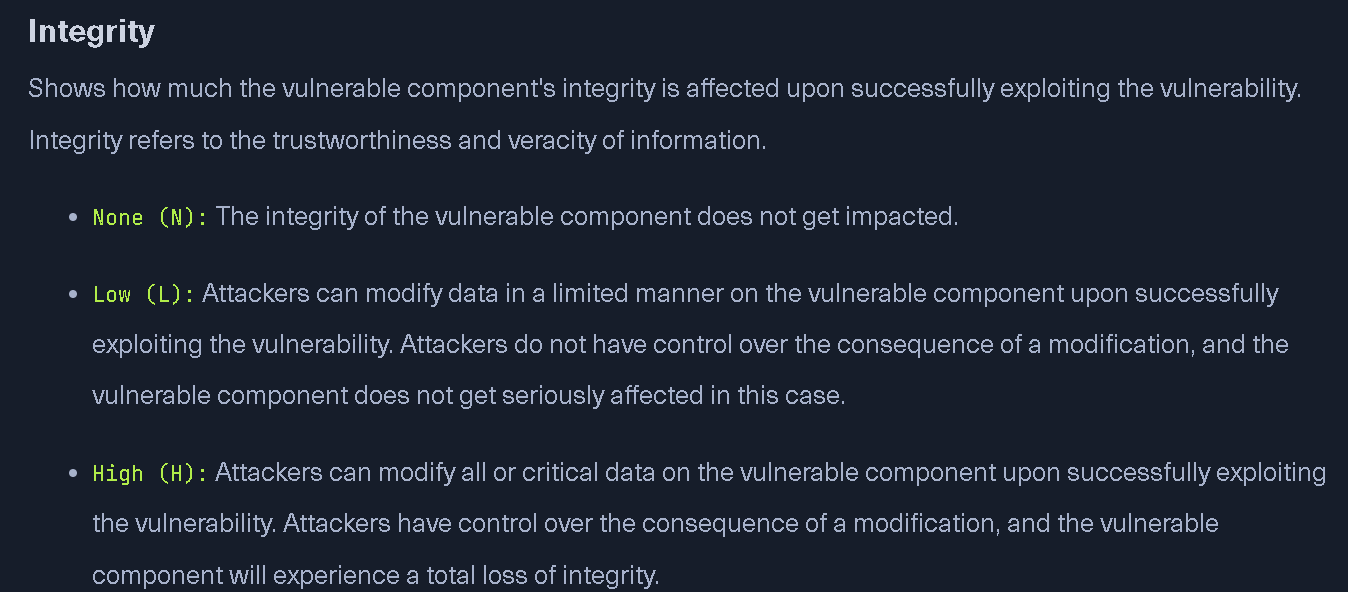 Integrity
Shows how much the vulnerable component's integrity is affected upon successfully exploiting the vulnerability.
Integrity refers to the trustworthiness and veracity of information.
• None (N): The integrity of the vulnerable component does not get impacted.
• Low (L): Attackers can modify data in a limited manner on the vulnerable component upon successfully
exploiting the vulnerability. Attackers do not have control over the consequence of a modification, and the
vulnerable component does not get seriously affected in this case.
• High (H): Attackers can modify all or critical data on the vulnerable component upon successfully exploiting
the vulnerability. Attackers have control over the consequence of a modification, and the vulnerable
component will experience a total loss of integrity.